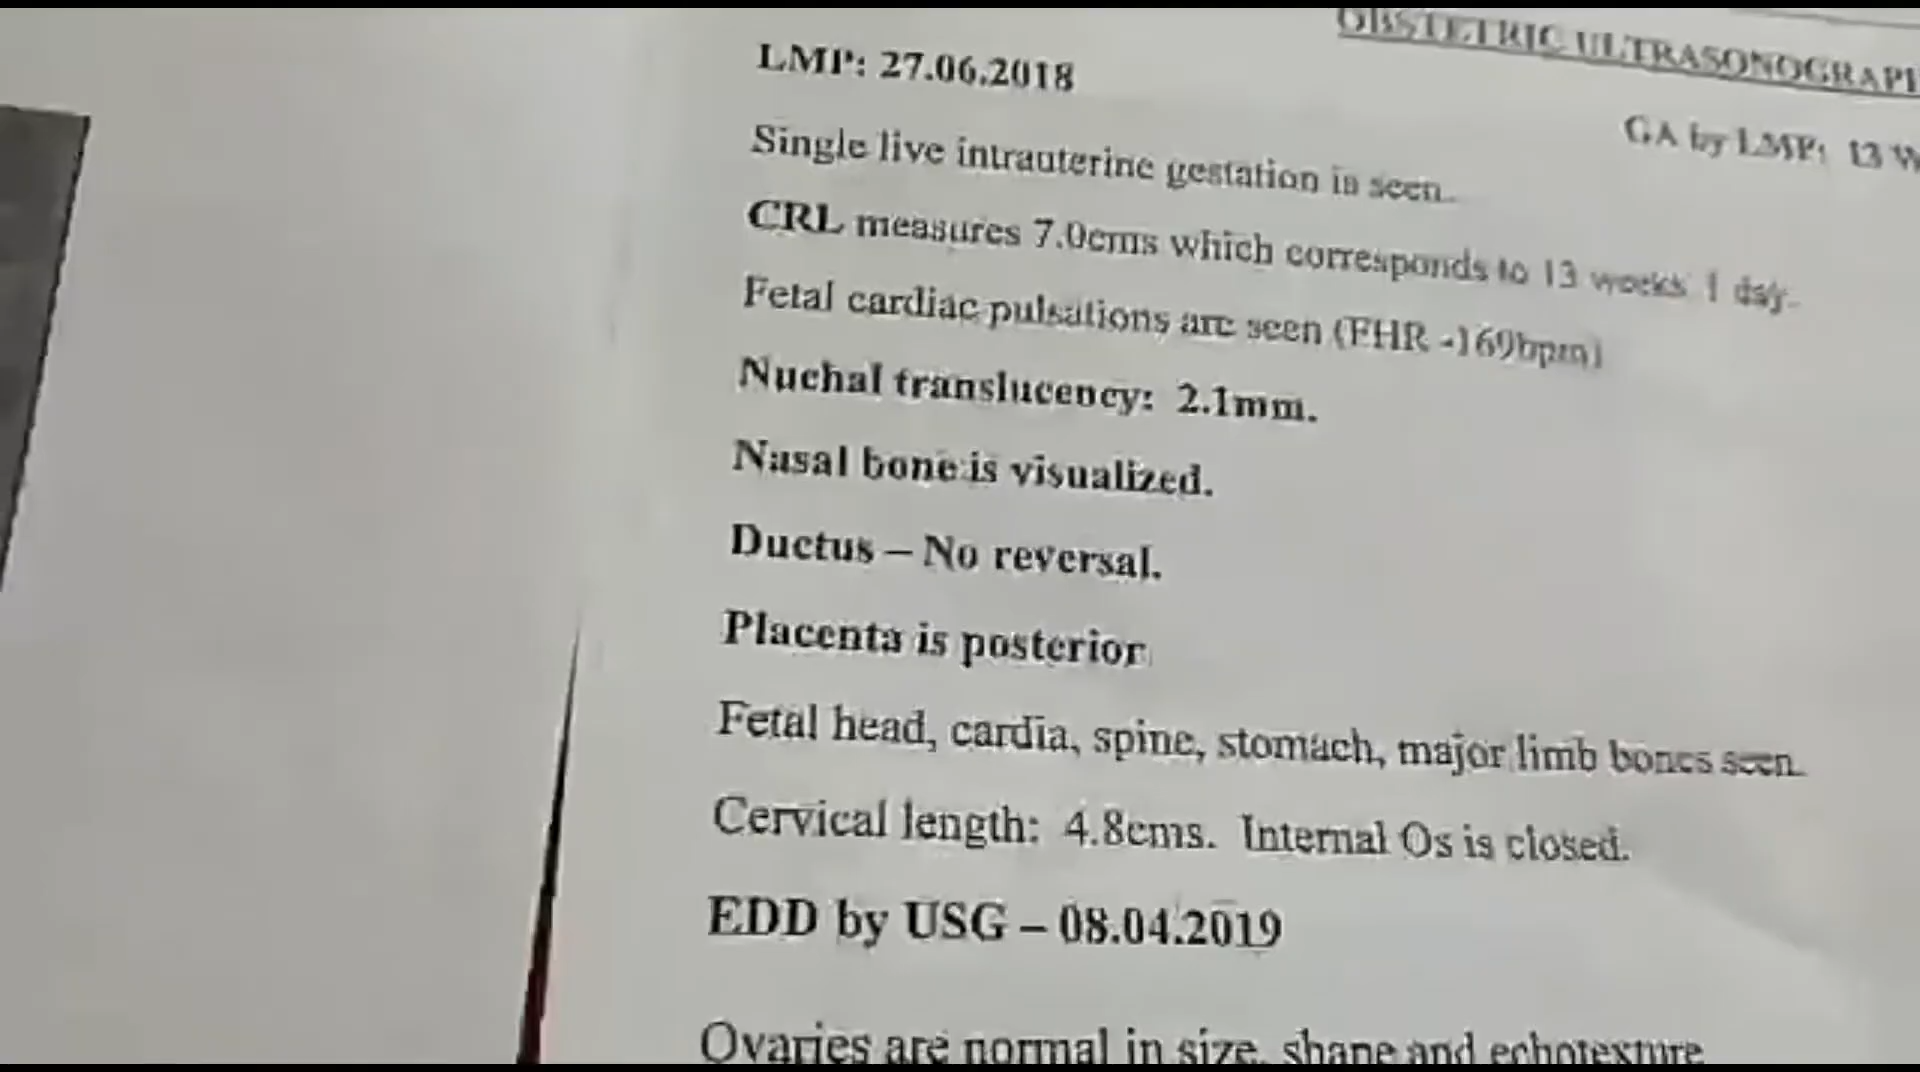 OBSTETRIC ULTRASONOGRAPH
LMP: 27.06.2018
GA by LMP: 13 W
Single live intrauterine gestation is seen.
CRL measures 7.0cms which corresponds to 13 weeks 1 day.
Fetal cardiac pulsations are seen (FHR -169bpm)
Nuchal translucency: 2.1mm.
Nasal bone is visualized.
Ductus – No reversal.
Placenta is posterior
Fetal head, cardia, spine, stomach, major limb bones seen.
Cervical length: 4.8cms. Internal Os is closed.
EDD by USG – 08.04.2019
Ovaries are normal in size, shape and echotexture